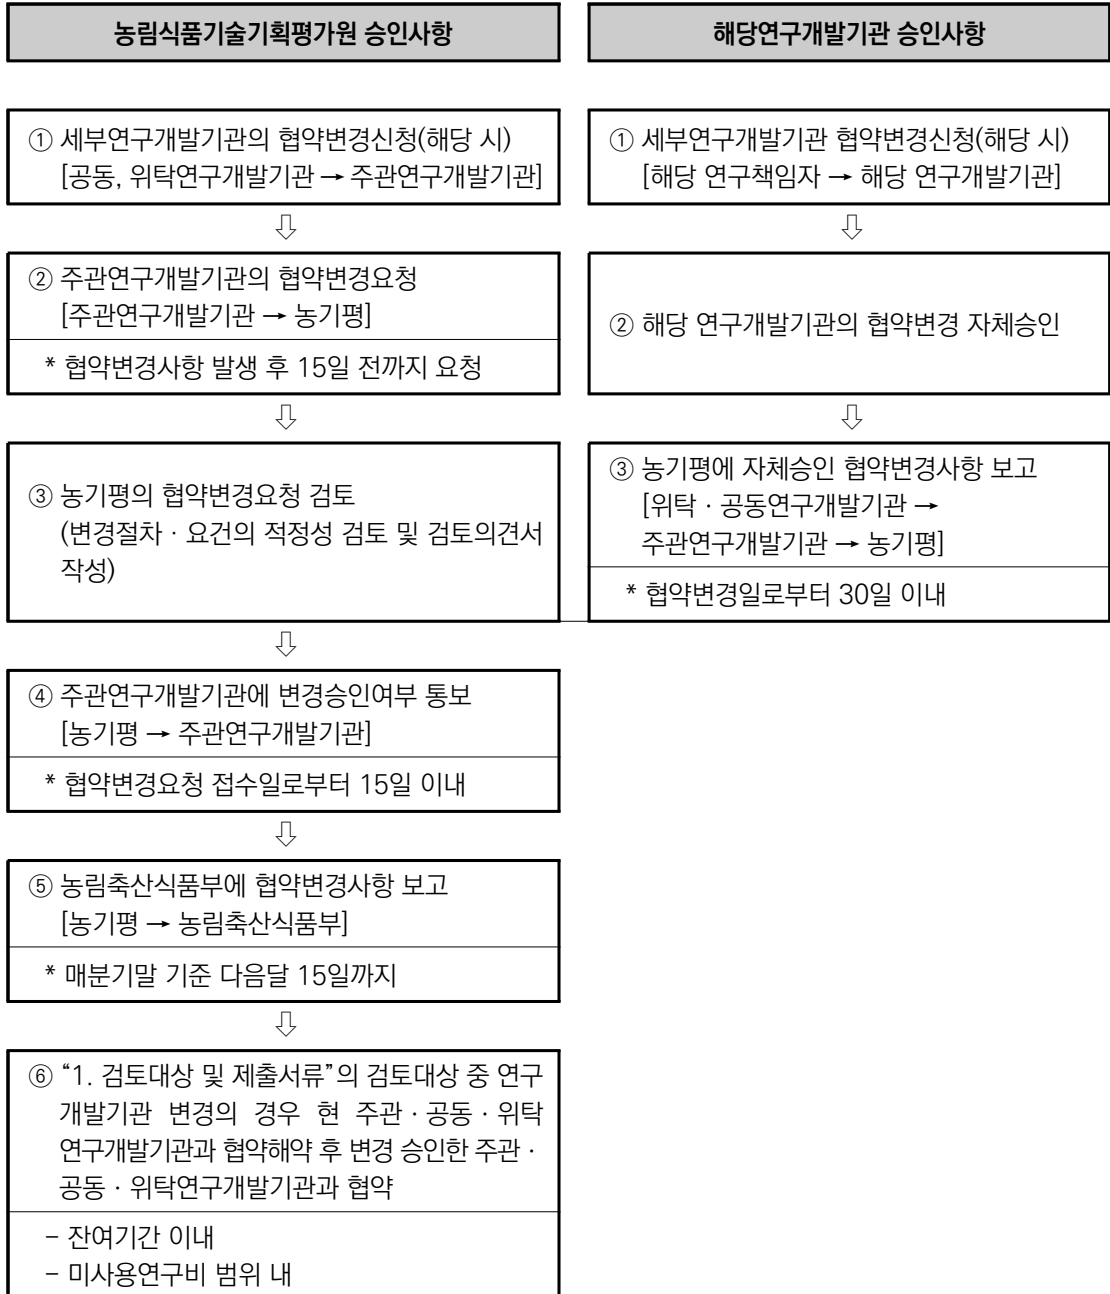 농림식품기술기획평가원 승인사항
① 세부연구개발기관의 협약변경신청(해당 시)
[공동, 위탁연구개발기관 → 주관연구개발기관]
⇩
② 주관연구개발기관의 협약변경요청
[주관연구개발기관 → 농기평]
* 협약변경사항 발생 후 15일 전까지 요청
⇩
③ 농기평의 협약변경요청 검토
(변경절차 · 요건의 적정성 검토 및 검토의견서
작성)
⇩
④ 주관연구개발기관에 변경승인여부 통보
[농기평 → 주관연구개발기관]
* 협약변경요청 접수일로부터 15일 이내
⇩
⑤ 농림축산식품부에 협약변경사항 보고
[농기평 → 농림축산식품부]
* 매분기말 기준 다음달 15일까지
⇩
⑥ “1. 검토대상 및 제출서류”의 검토대상 중 연구
개발기관 변경의 경우 현 주관 · 공동 · 위탁
연구개발기관과 협약해약 후 변경 승인한 주관 ·
공동 · 위탁연구개발기관과 협약
- 잔여기간 이내
- 미사용연구비 범위 내
해당연구개발기관 승인사항
① 세부연구개발기관 협약변경신청(해당 시)
[해당 연구책임자 → 해당 연구개발기관]
⇩
② 해당 연구개발기관의 협약변경 자체승인
⇩
③ 농기평에 자체승인 협약변경사항 보고
[위탁 · 공동연구개발기관 →
주관연구개발기관 → 농기평]
* 협약변경일로부터 30일 이내